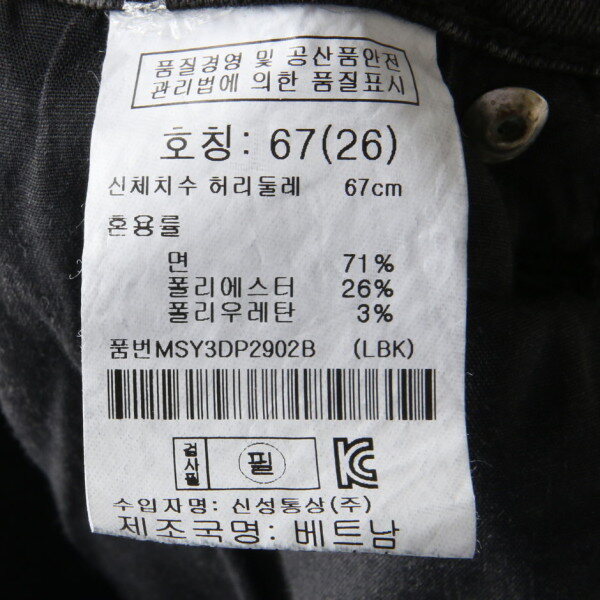 품질경영 및 공산품안전
관리법에 의한 품질표시
호칭: 67(26)
신체치수 허리둘레 67cm
혼용률
면 71%
폴리에스터 26%
폴리우레탄 3%
품번MSY3DP2902B (LBK)
검사필 필 KC
수입자명: 신성통상(주)
제조국명: 베트남